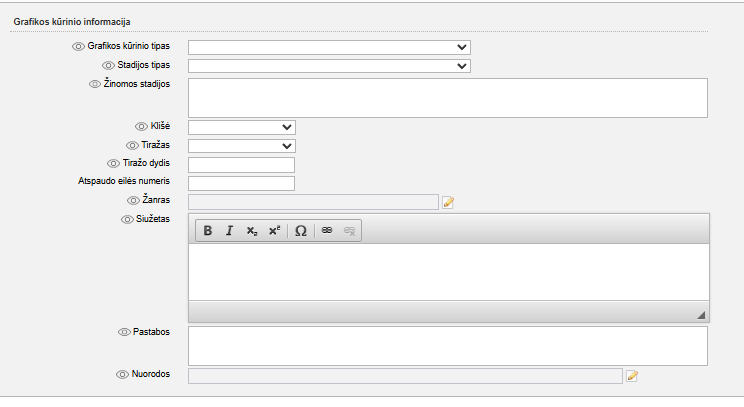 Grafikos kūrinio informacija
Grafikos kūrinio tipas
Stadijos tipas
Žinomos stadijos
Klišė
Tiražas
Tiražo dydis
Atspaudo eilės numeris
Žanras
Siužetas
B I x₂ xᶻ Ω
Pastabos
Nuorodos